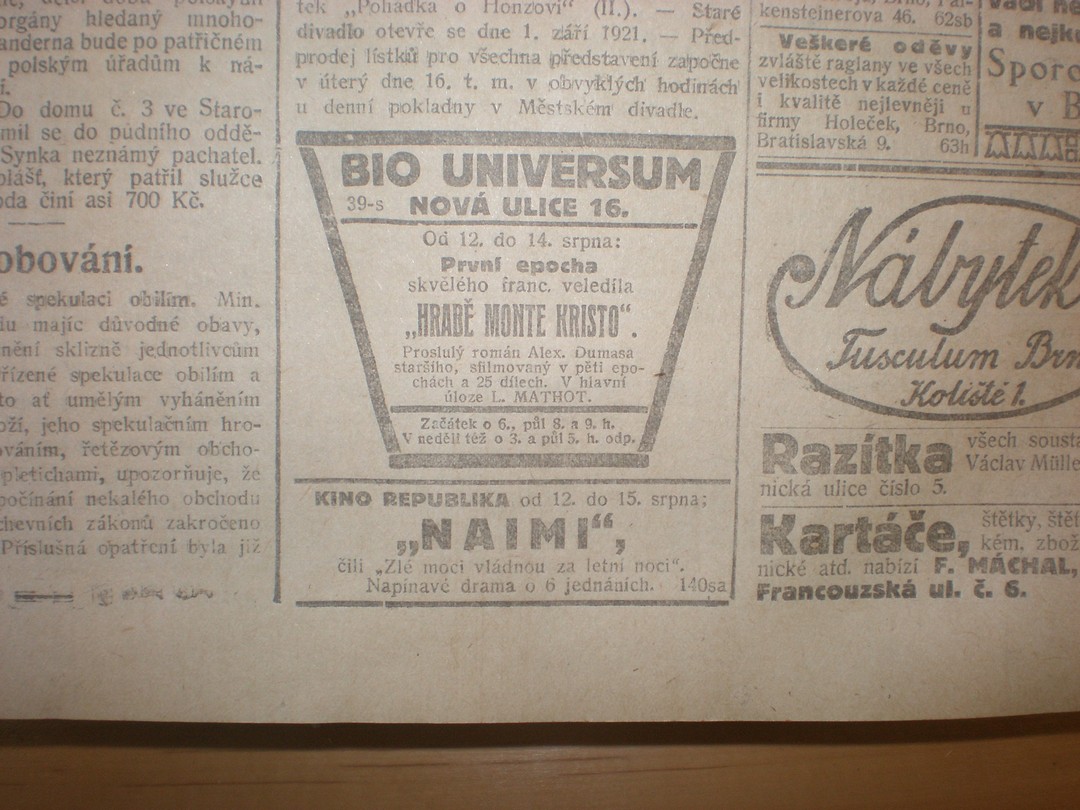 orgány hledaný mnoho-
anderna bude po patřičném
polským úřadům k ná-
Do domu č. 3 ve Staro-
mil se do půdního oddě-
Synka neznámý pachatel.
plášť, který patřil služce
oda činí asi 700 Kč.
obování.
é spekulaci obilím. Min.
du majíc důvodné obavy,
nění sklizně jednotlivcům
řízené spekulace obilím a
to ať umělým vyháněním
oží, jeho spekulačním hro-
ováním, řetězovým obcho-
pletichami, upozorňuje, že
počínání nekalého obchodu
chevních zákonů zakročeno
Příslušná opatření byla již
tek „Pohádka o Honzovi“ (II.). — Staré
divadlo otevře se dne 1. září 1921. — Před-
prodej lístků pro všechna představení započne
v úterý dne 16. t. m. v obvyklých hodinách
u denní pokladny v Městském divadle.
BIO UNIVERSUM
39-s NOVÁ ULICE 16.
Od 12. do 14. srpna:
První epocha
skvělého franc. veledíla
„HRABĚ MONTE KRISTO“.
Proslulý román Alex. Dumasa
staršího, sfilmovaný v pěti epo-
chách a 25 dílech. V hlavní
úloze L. MATHOT.
Začátek o 6., půl 8. a 9. h.
V neděli též o 3. a půl 5. h. odp.
KINO REPUBLIKA od 12. do 15. srpna;
„NAIMI“,
čili „Zlé moci vládnou za letní noci“.
Napínavé drama o 6 jednáních. 140sa
kensteinerova 46. 62sb
Veškeré oděvy
zvláště raglany ve všech
velikostech v každé ceně
i kvalitě nejlevněji u
firmy Holeček, Brno,
Bratislavská 9. 63h
a nejk
Spor
v B
Nábytek
Tusculum Brn
Koliště 1.
Razítka všech sousta
Václav Mülle
nická ulice číslo 5.
Kartáče, štětky, štět
kém. zbož
nické atd. nabízí F. MÁCHAL,
Francouzská ul. č. 6.